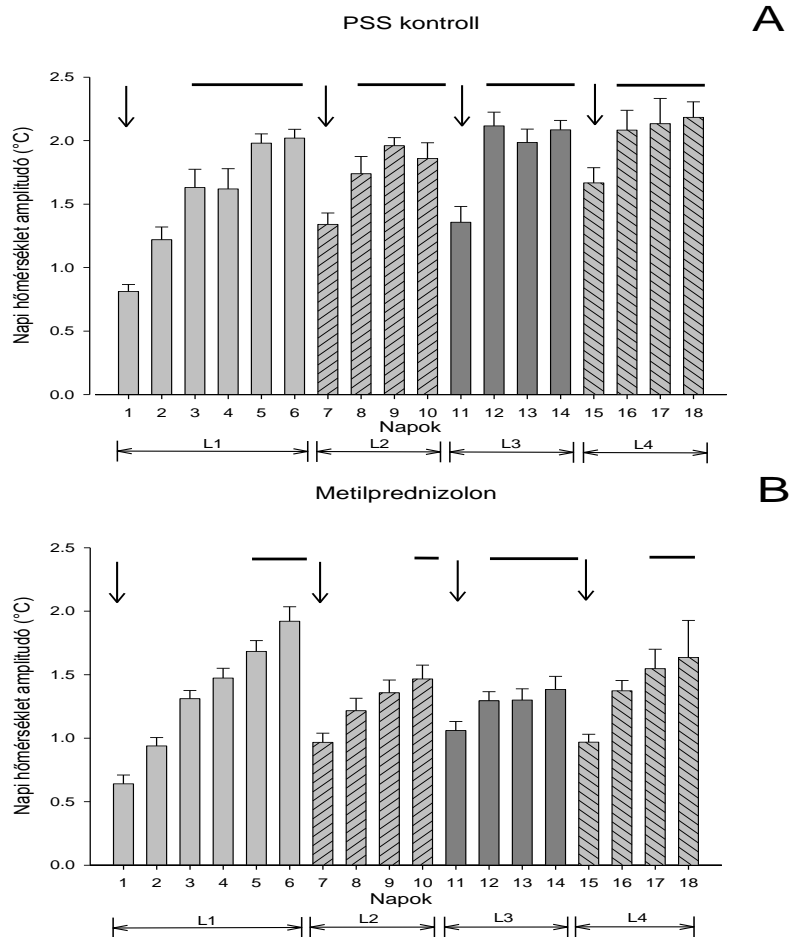 PSS kontroll
A
Napi hőmérséklet amplitudó (°C)
2.5
2.0
1.5
1.0
0.5
0.0
1 2 3 4 5 6 7 8 9 10 11 12 13 14 15 16 17 18
Napok
L1 L2 L3 L4
Metilprednizolon
B
Napi hőmérséklet amplitudó (°C)
2.5
2.0
1.5
1.0
0.5
0.0
1 2 3 4 5 6 7 8 9 10 11 12 13 14 15 16 17 18
Napok
L1 L2 L3 L4